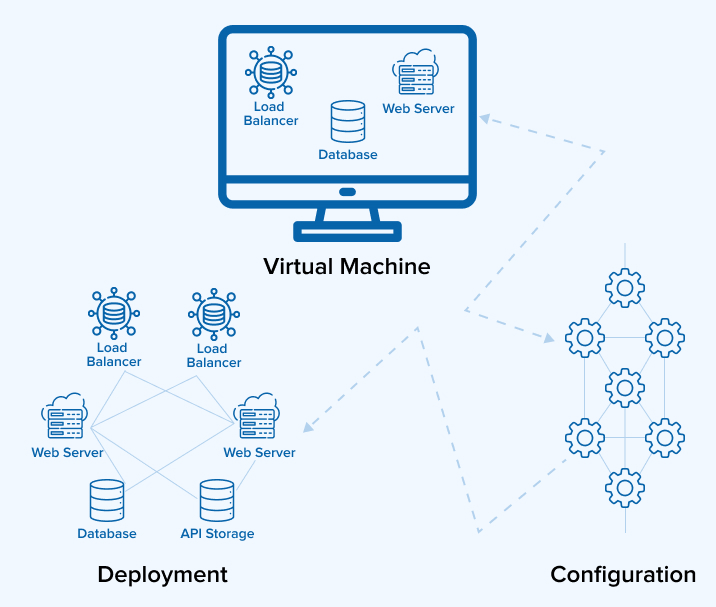 Load
Balancer
Web Server
Database
Virtual Machine
Load
Balancer
Load
Balancer
Web Server
Web Server
Database
API Storage
Deployment
Configuration